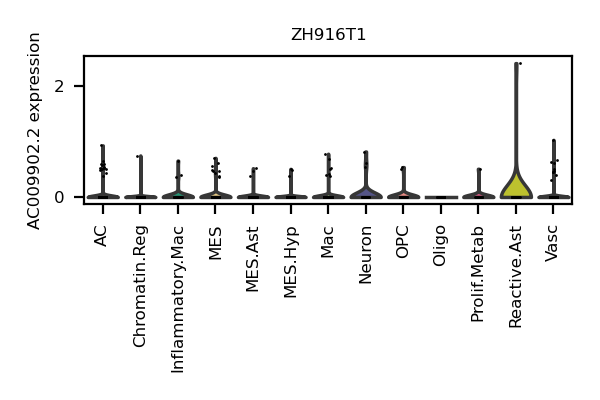 ZH916T1
AC009902.2 expression
2
0
AC
Chromatin.Reg
Inflammatory.Mac
MES
MES.Ast
MES.Hyp
Mac
Neuron
OPC
Oligo
Prolif.Metab
Reactive.Ast
Vasc